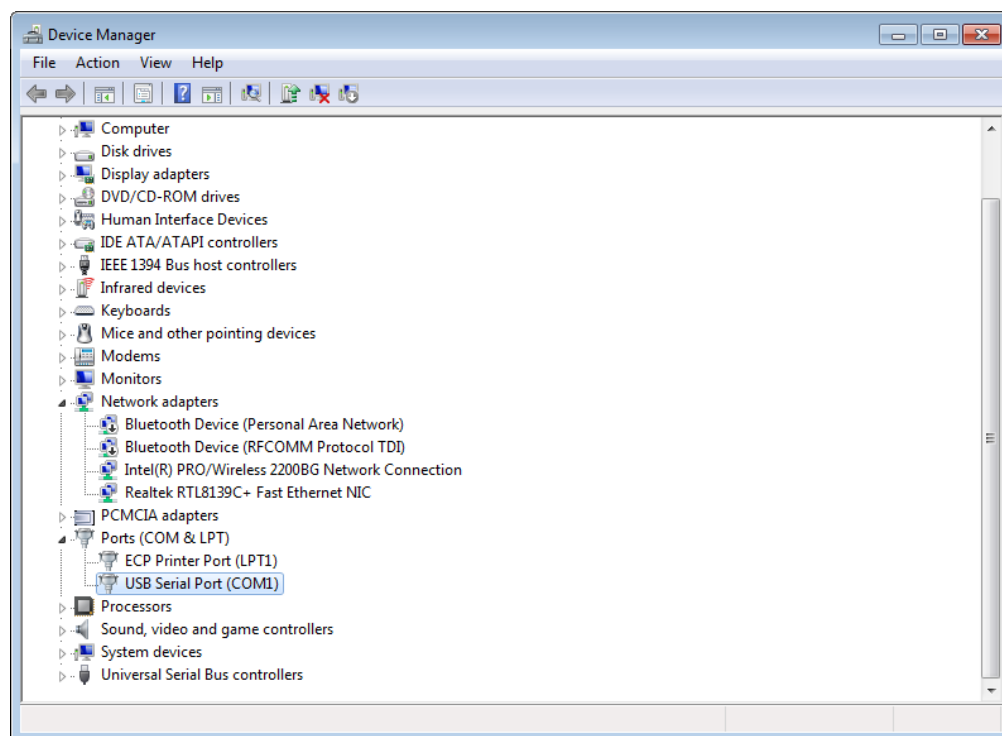 Device Manager
File Action View Help
Computer
Disk drives
Display adapters
DVD/CD-ROM drives
Human Interface Devices
IDE ATA/ATAPI controllers
IEEE 1394 Bus host controllers
Infrared devices
Keyboards
Mice and other pointing devices
Modems
Monitors
Network adapters
Bluetooth Device (Personal Area Network)
Bluetooth Device (RFCOMM Protocol TDI)
Intel(R) PRO/Wireless 2200BG Network Connection
Realtek RTL8139C+ Fast Ethernet NIC
PCMCIA adapters
Ports (COM & LPT)
ECP Printer Port (LPT1)
USB Serial Port (COM1)
Processors
Sound, video and game controllers
System devices
Universal Serial Bus controllers